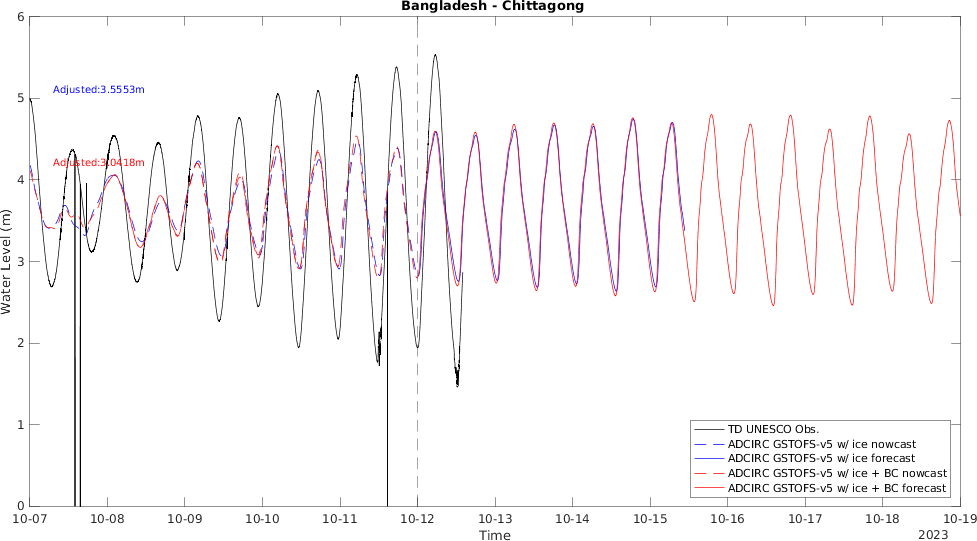 Bangladesh - Chittagong
6
5
4
3
2
1
0
Water Level (m)
Adjusted:3.5553m
Adjusted:3.0418m
TD UNESCO Obs.
ADCIRC GSTOFS-v5 w/ ice nowcast
ADCIRC GSTOFS-v5 w/ ice forecast
ADCIRC GSTOFS-v5 w/ ice + BC nowcast
ADCIRC GSTOFS-v5 w/ ice + BC forecast
10-07 10-08 10-09 10-10 10-11 10-12 10-13 10-14 10-15 10-16 10-17 10-18 10-19
Time
2023